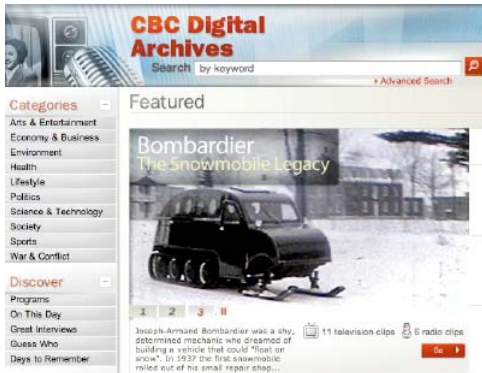 CBC Digital
Archives
Search by keyword
Advanced Search
Categories
Arts & Entertainment
Economy & Business
Environment
Health
Lifestyle
Politics
Science & Technology
Society
Sports
War & Conflict
Discover
Programs
On This Day
Great Interviews
Guess Who
Days to Remember
Featured
Bombardier
The Snowmobile Legacy
1 2 3
Joseph-Armand Bombardier was a shy,
determined mechanic who dreamed of
building a vehicle that could "float on
snow". In 1937 the first snowmobile
rolled out of his small repair shop...
11 television clips
6 radio clips
Go